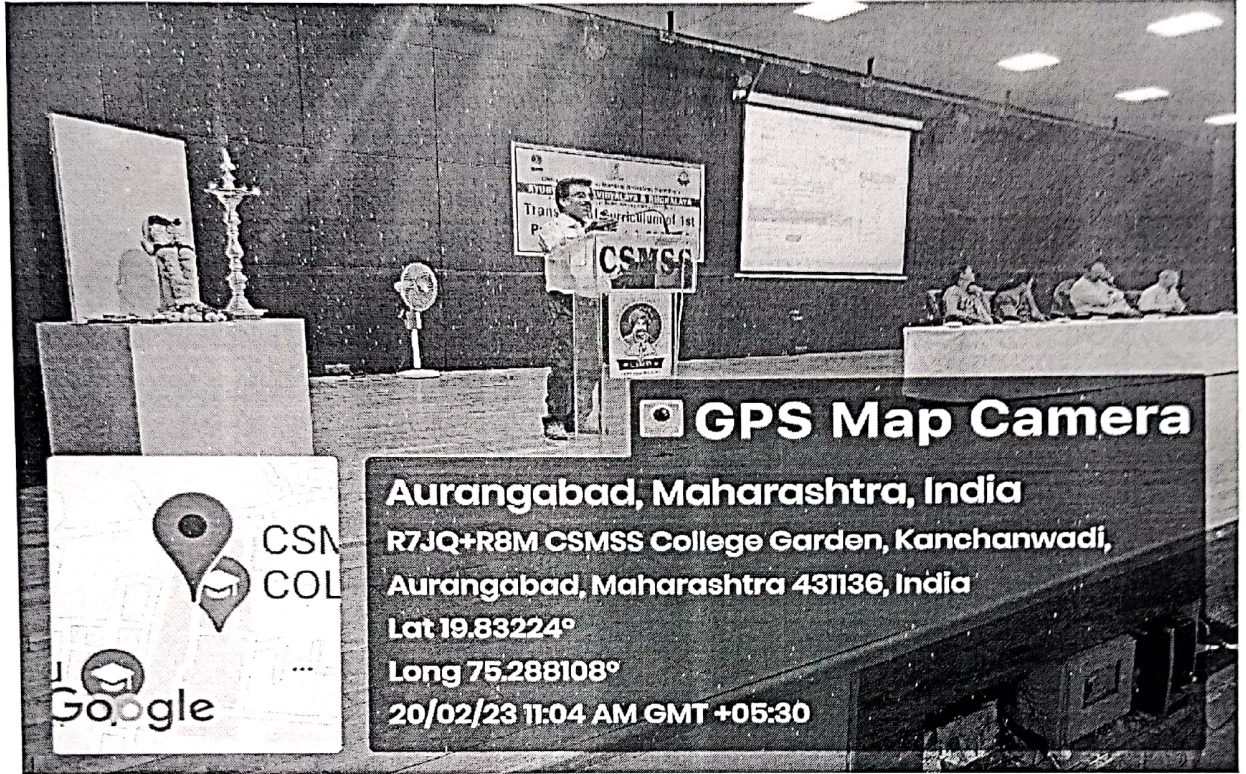 VIDYALAYA & RUGNALAYA
Curriculum of 1st
CSMSS
GPS Map Camera
Aurangabad, Maharashtra, India
R7JQ+R8M CSMSS College Garden, Kanchanwadi,
Aurangabad, Maharashtra 431136, India
Lat 19.83224°
Long 75.288108°
20/02/23 11:04 AM GMT +05:30
CSM
COL
Google